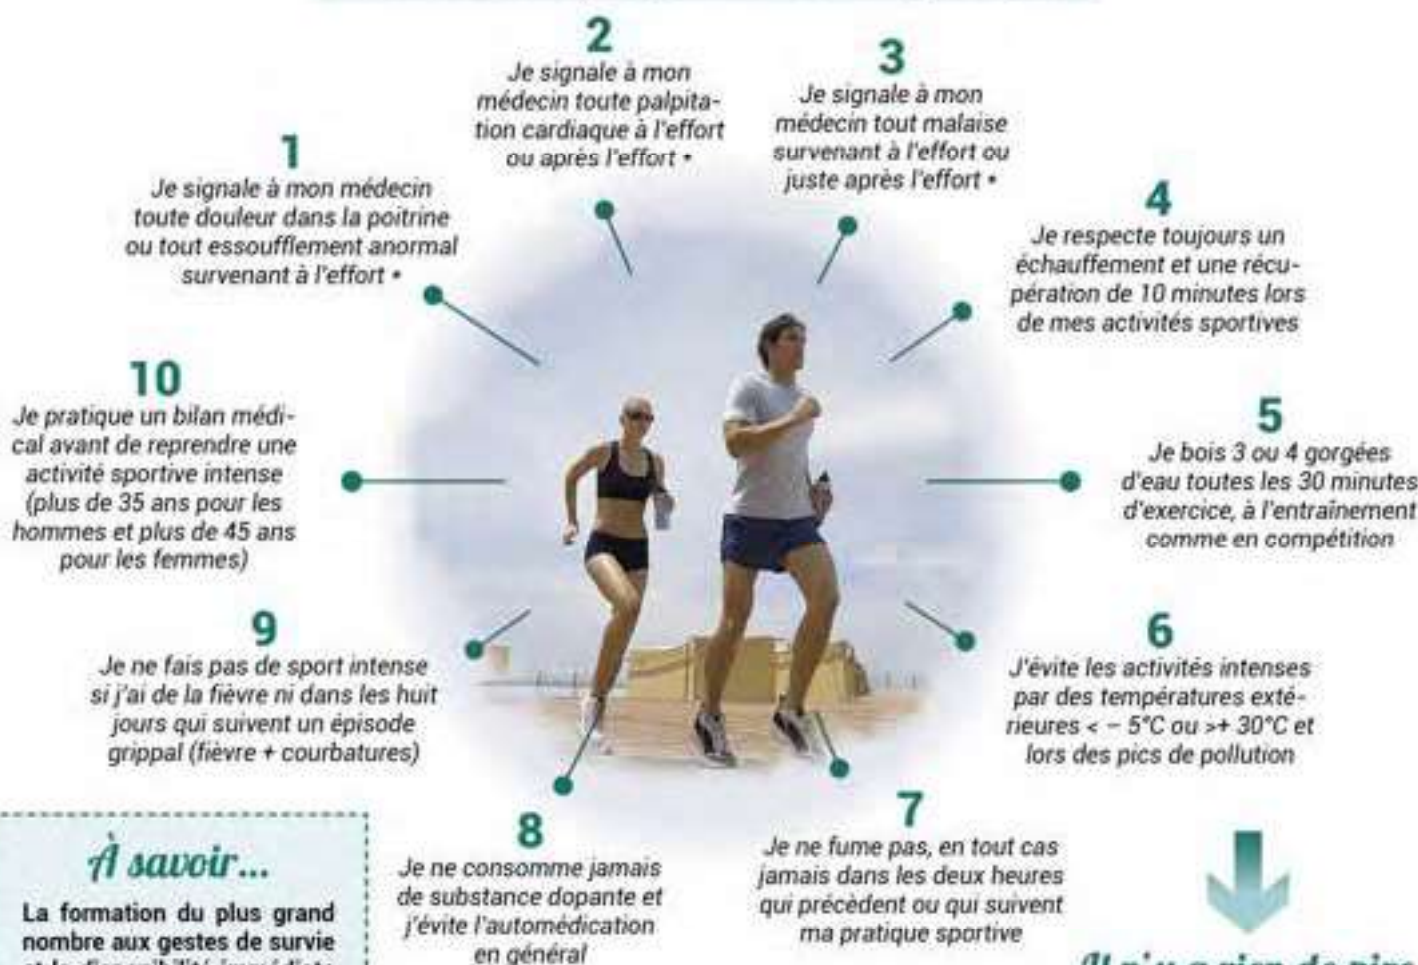 1
Je signale à mon médecin
toute douleur dans la poitrine
ou tout essoufflement anormal
survenant à l'effort *
2
Je signale à mon
médecin toute palpita-
tion cardiaque à l'effort
ou après l'effort *
3
Je signale à mon
médecin tout malaise
survenant à l'effort ou
juste après l'effort *
4
Je respecte toujours un
échauffement et une récu-
pération de 10 minutes lors
de mes activités sportives
5
Je bois 3 ou 4 gorgées
d'eau toutes les 30 minutes
d'exercice, à l'entraînement
comme en compétition
6
J'évite les activités intenses
par des températures exté-
rieures < – 5°C ou >+ 30°C et
lors des pics de pollution
7
Je ne fume pas, en tout cas
jamais dans les deux heures
qui précèdent ou qui suivent
ma pratique sportive
8
Je ne consomme jamais
de substance dopante et
j'évite l'automédication
en général
9
Je ne fais pas de sport intense
si j'ai de la fièvre ni dans les huit
jours qui suivent un épisode
grippal (fièvre + courbatures)
10
Je pratique un bilan médi-
cal avant de reprendre une
activité sportive intense
(plus de 35 ans pour les
hommes et plus de 45 ans
pour les femmes)
À savoir...
La formation du plus grand
nombre aux gestes de survie